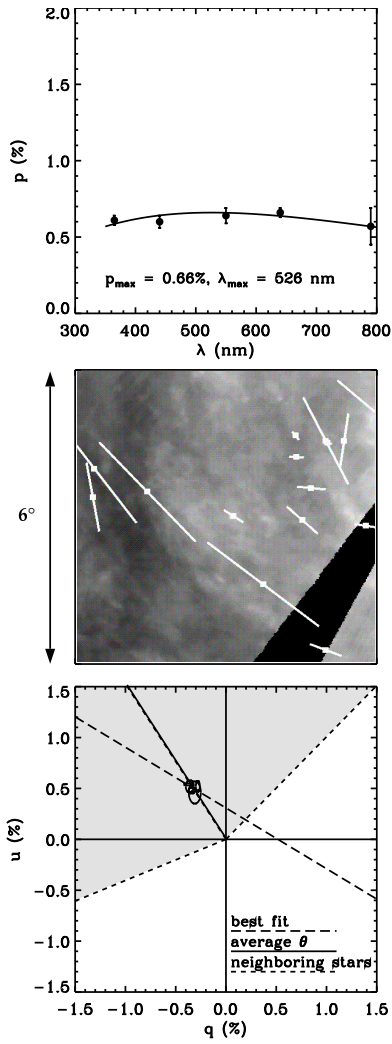 2.0
1.5
1.0
0.5
0.0
p (%)
pmax = 0.66%, λmax = 526 nm
300 400 500 600 700 800
λ (nm)
6°
1.5
1.0
0.5
0.0
−0.5
−1.0
−1.5
u (%)
best fit
average θ
neighboring stars
−1.5 −1.0 −0.5 0.0 0.5 1.0 1.5
q (%)